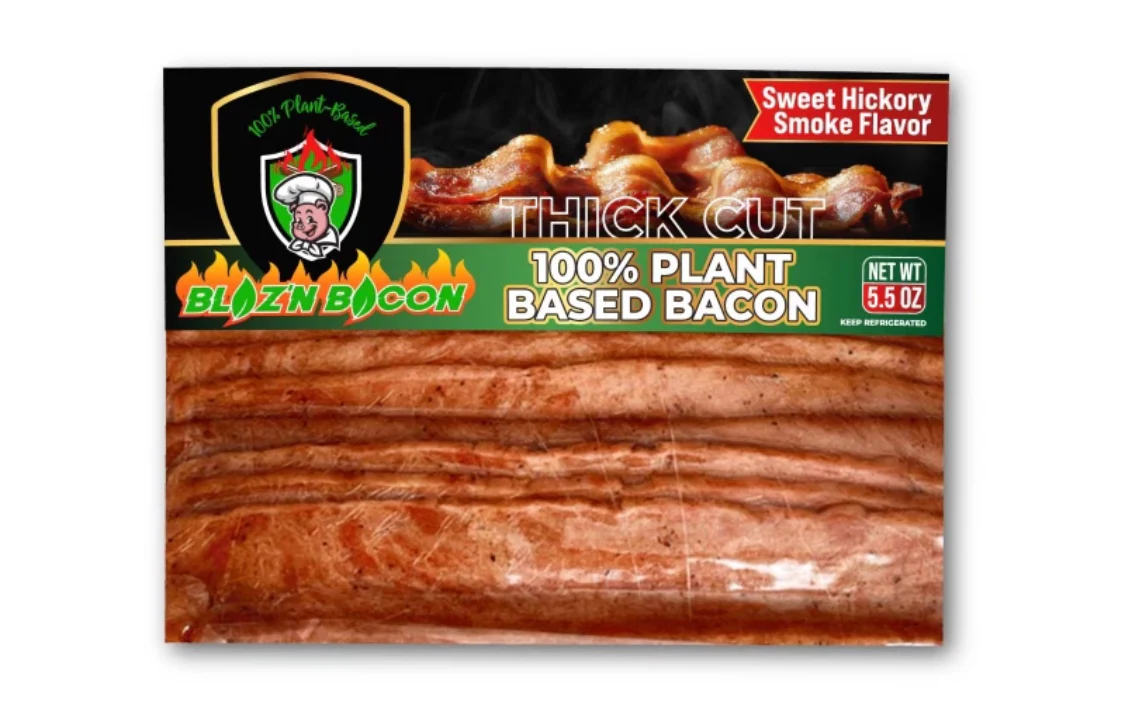 100% Plant-Based
BLAZ'N BACON
THICK CUT
100% PLANT
BASED BACON
Sweet Hickory
Smoke Flavor
NET WT
5.5 OZ
KEEP REFRIGERATED